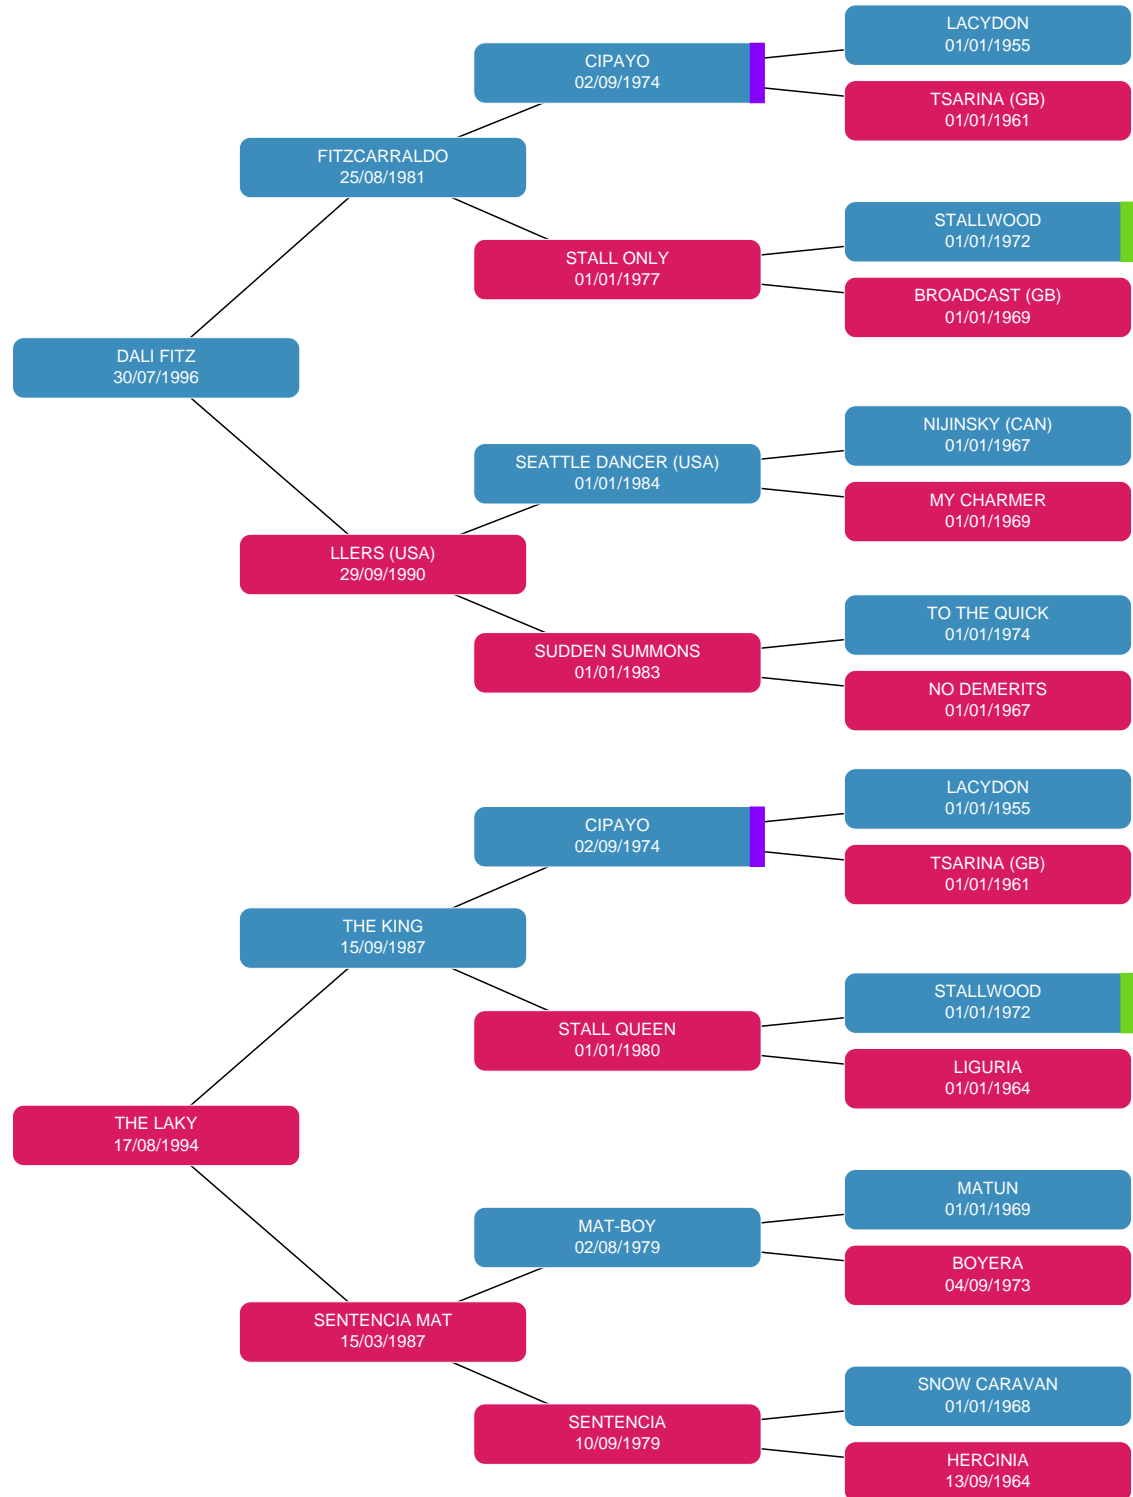 LACYDON
01/01/1955
CIPAYO
02/09/1974
TSARINA (GB)
01/01/1961
FITZCARRALDO
25/08/1981
STALLWOOD
01/01/1972
STALL ONLY
01/01/1977
BROADCAST (GB)
01/01/1969
DALI FITZ
30/07/1996
NIJINSKY (CAN)
01/01/1967
SEATTLE DANCER (USA)
01/01/1984
MY CHARMER
01/01/1969
LLERS (USA)
29/09/1990
TO THE QUICK
01/01/1974
SUDDEN SUMMONS
01/01/1983
NO DEMERITS
01/01/1967
LACYDON
01/01/1955
CIPAYO
02/09/1974
TSARINA (GB)
01/01/1961
THE KING
15/09/1987
STALLWOOD
01/01/1972
STALL QUEEN
01/01/1980
LIGURIA
01/01/1964
THE LAKY
17/08/1994
MATUN
01/01/1969
MAT-BOY
02/08/1979
BOYERA
04/09/1973
SENTENCIA MAT
15/03/1987
SNOW CARAVAN
01/01/1968
SENTENCIA
10/09/1979
HERCINIA
13/09/1964